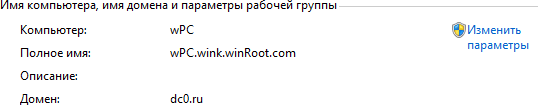 Имя компьютера, имя домена и параметры рабочей группы
Компьютер: wPC Изменить
Полное имя: wPC.wink.winRoot.com параметры
Описание:
Домен: dc0.ru